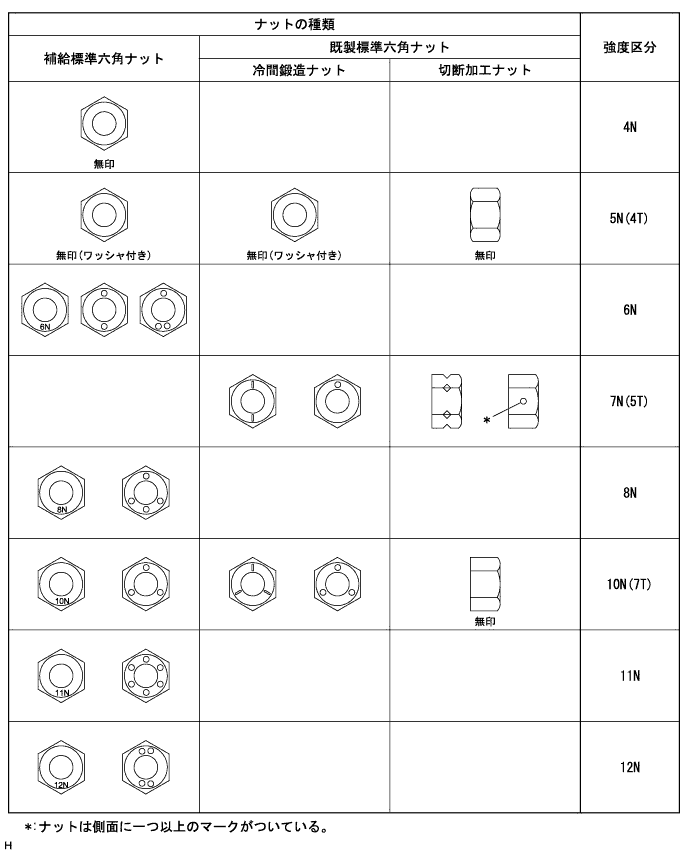 ナットの種類
強度区分
補給標準六角ナット
既製標準六角ナット
冷間鍛造ナット
切断加工ナット
無印
4N
無印(ワッシャ付き)
無印(ワッシャ付き)
無印
5N(4T)
6N
6N
*
7N(5T)
8N
8N
10N
無印
10N(7T)
11N
11N
12N
12N
*:ナットは側面に一つ以上のマークがついている。
H